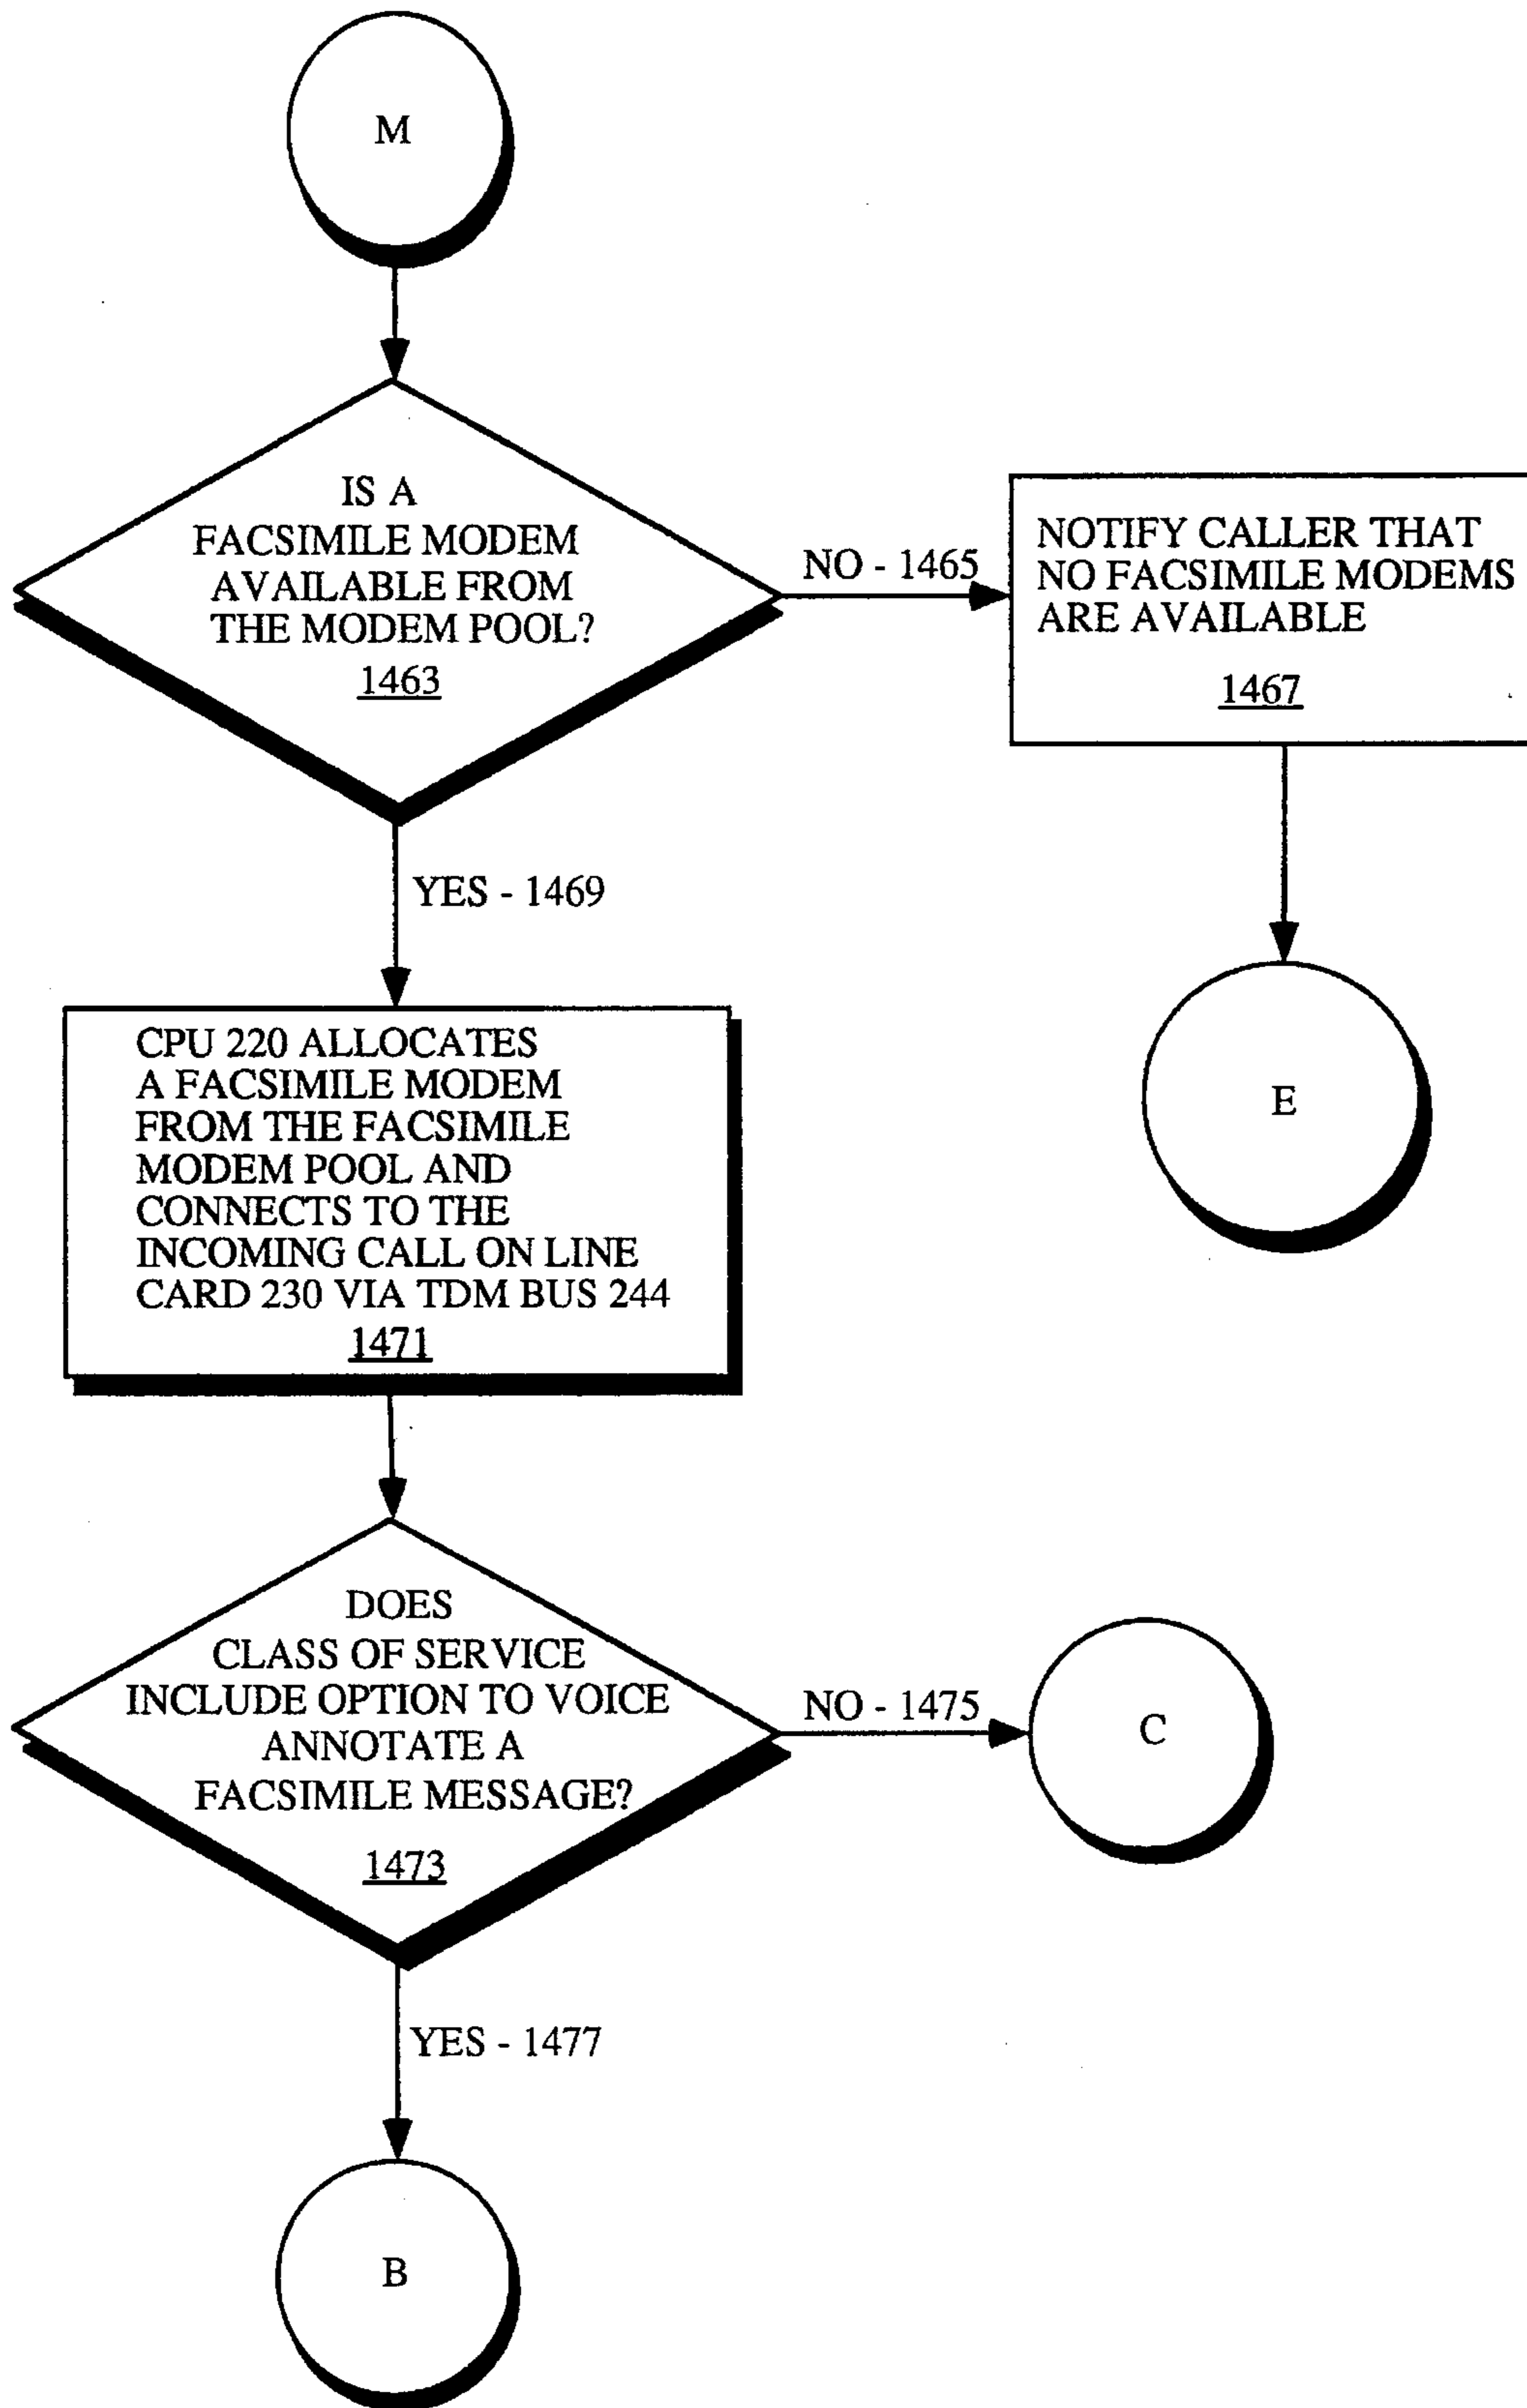 M
IS A
FACSIMILE MODEM
AVAILABLE FROM
THE MODEM POOL?
1463
NO - 1465
NOTIFY CALLER THAT
NO FACSIMILE MODEMS
ARE AVAILABLE
1467
YES - 1469
E
CPU 220 ALLOCATES
A FACSIMILE MODEM
FROM THE FACSIMILE
MODEM POOL AND
CONNECTS TO THE
INCOMING CALL ON LINE
CARD 230 VIA TDM BUS 244
1471
DOES
CLASS OF SERVICE
INCLUDE OPTION TO VOICE
ANNOTATE A
FACSIMILE MESSAGE?
1473
NO - 1475
C
YES - 1477
B